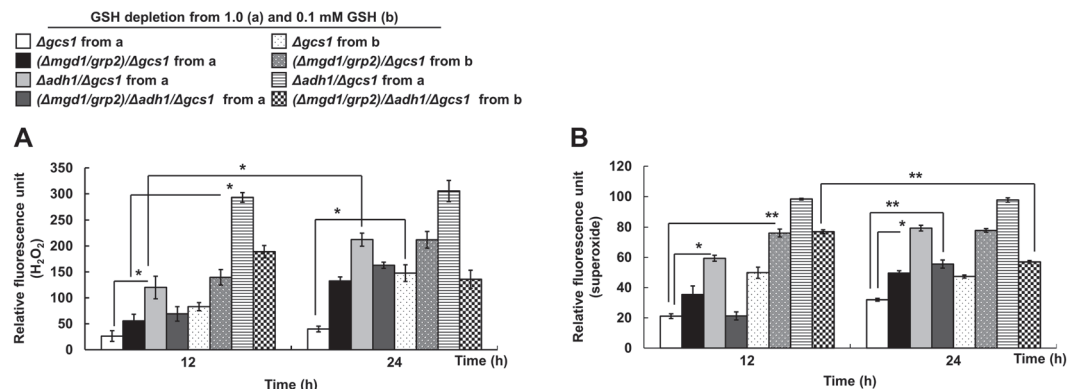 GSH depletion from 1.0 (a) and 0.1 mM GSH (b)
Δgcs1 from a Δgcs1 from b
(Δmgd1/grp2)/Δgcs1 from a (Δmgd1/grp2)/Δgcs1 from b
Δadh1/Δgcs1 from a Δadh1/Δgcs1 from a
(Δmgd1/grp2)/Δadh1/Δgcs1 from a (Δmgd1/grp2)/Δadh1/Δgcs1 from b
A
Relative fluorescence unit
(H₂O₂)
350
300
250
200
150
100
50
0
* * * *
12 24 Time (h)
Time (h)
B
Relative fluorescence unit
(superoxide)
120
100
80
60
40
20
0
* ** * ** **
12 24 Time (h)
Time (h)